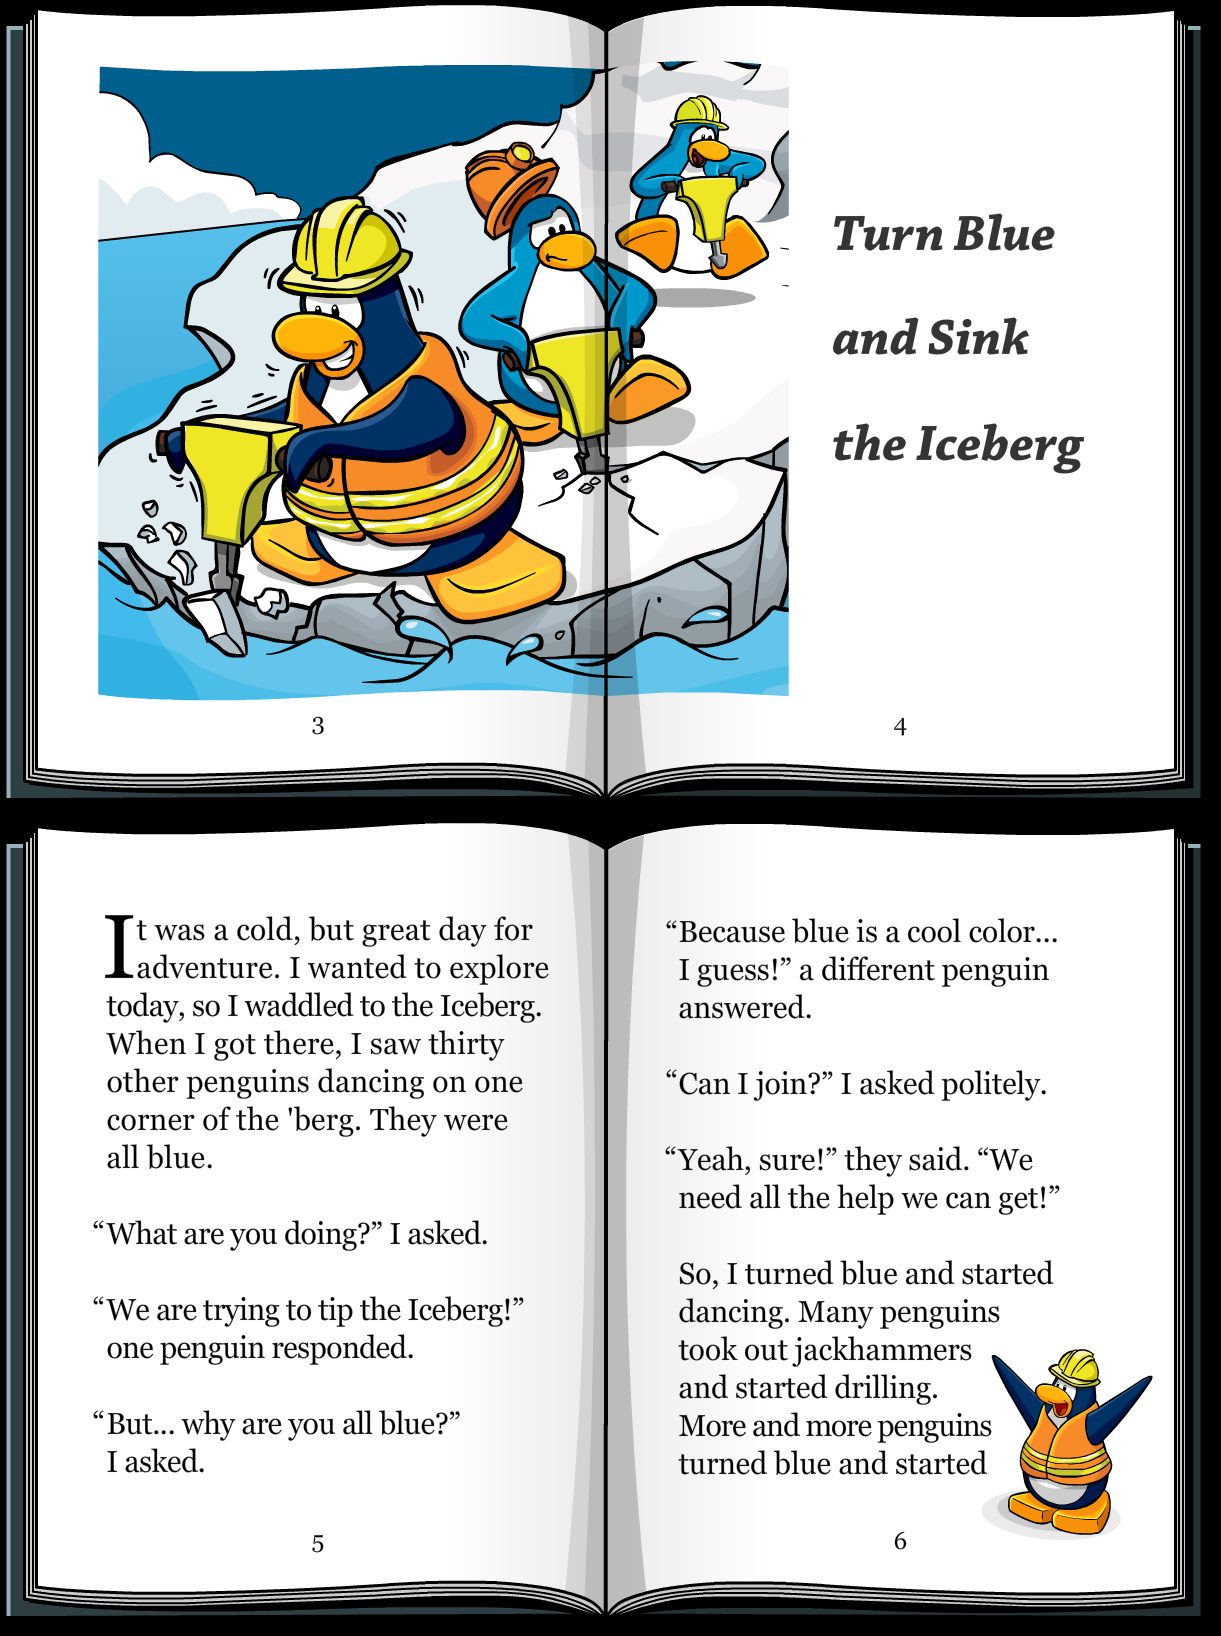 Turn Blue
and Sink
the Iceberg
3
4
It was a cold, but great day for
adventure. I wanted to explore
today, so I waddled to the Iceberg.
When I got there, I saw thirty
other penguins dancing on one
corner of the 'berg. They were
all blue.
“What are you doing?” I asked.
“We are trying to tip the Iceberg!”
one penguin responded.
“But... why are you all blue?”
I asked.
5
“Because blue is a cool color...
I guess!” a different penguin
answered.
“Can I join?” I asked politely.
“Yeah, sure!” they said. “We
need all the help we can get!”
So, I turned blue and started
dancing. Many penguins
took out jackhammers
and started drilling.
More and more penguins
turned blue and started
6